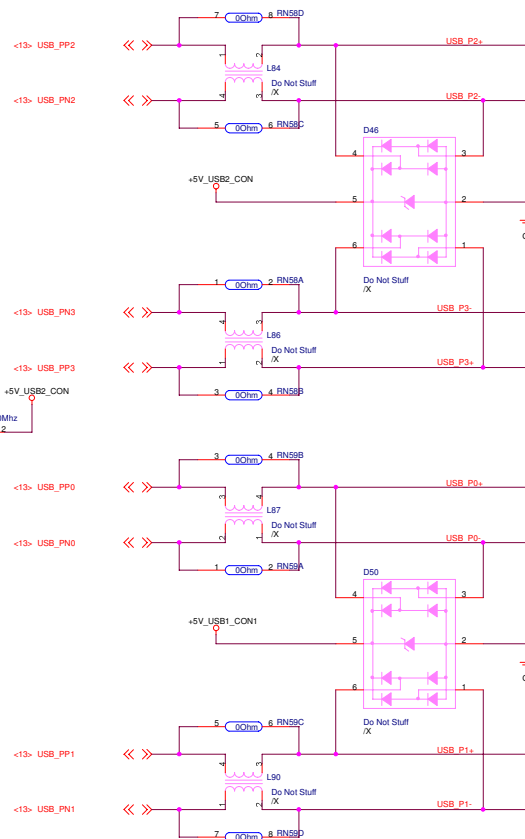 7 0Ohm 8 RN58D
<13> USB_PP2 USB_P2+
1 2
L84
Do Not Stuff
/X
4 3
<13> USB_PN2 USB_P2-
5 0Ohm 6 RN58C
D46
4 3
+5V_USB2_CON
5 2
6 1
Do Not Stuff
/X
1 0Ohm 2 RN58A
<13> USB_PN3 USB_P3-
4 3
L86
Do Not Stuff
/X
1 2
<13> USB_PP3 USB_P3+
3 0Ohm 4 RN58B
+5V_USB2_CON
Mhz
2
3 0Ohm 4 RN59B
<13> USB_PP0 USB_P0+
3 4
L87
Do Not Stuff
/X
2 1
<13> USB_PN0 USB_P0-
1 0Ohm 2 RN59A
D50
4 3
+5V_USB1_CON1
5 2
6 1
Do Not Stuff
/X
5 0Ohm 6 RN59C
<13> USB_PP1 USB_P1+
4 3
L90
Do Not Stuff
/X
1 2
<13> USB_PN1 USB_P1-
7 0Ohm 8 RN59D